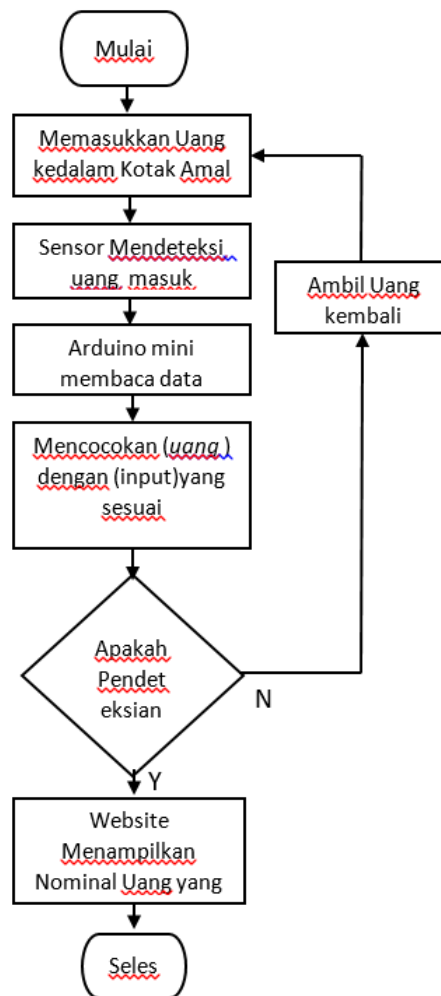 Mulai
Memasukkan Uang
kedalam Kotak Amal
Sensor Mendeteksi
uang masuk
Ambil Uang
kembali
Arduino mini
membaca data
Mencocokan (uang )
dengan (input)yang
sesuai
Apakah
Pendet
eksian
N
Y
Website
Menampilkan
Nominal Uang yang
Seles